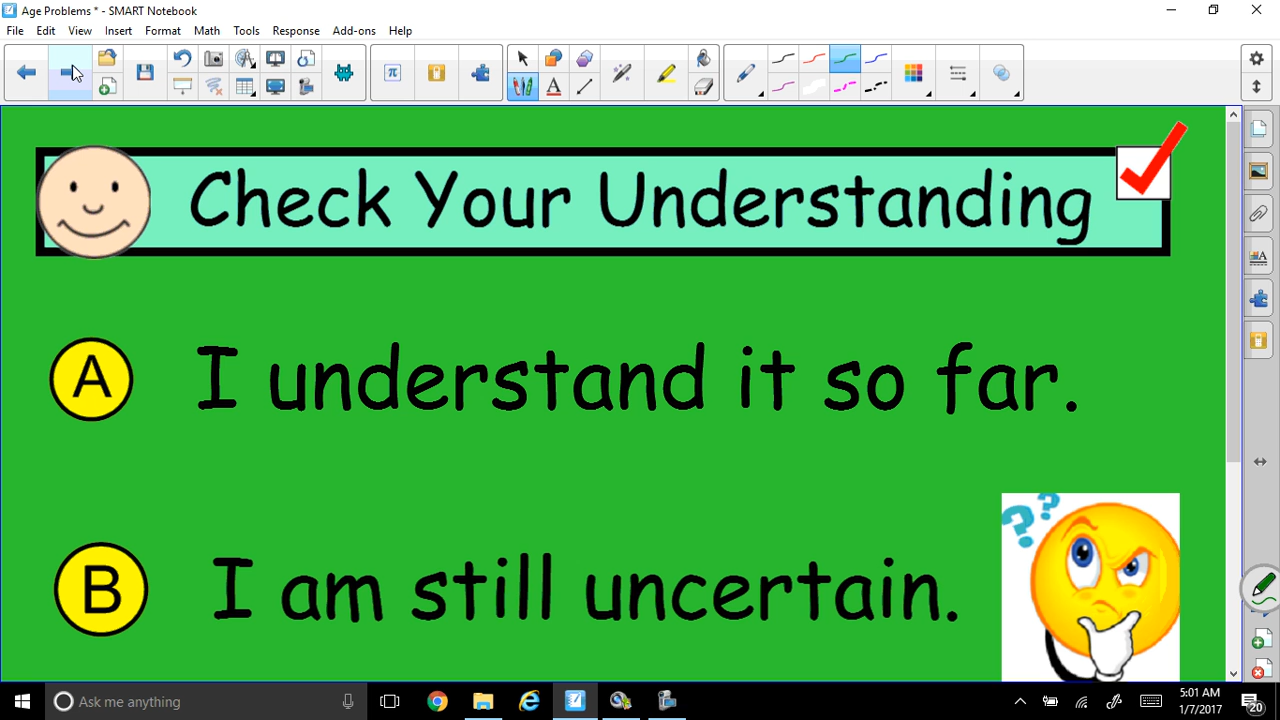 Age Problems * - SMART Notebook
File Edit View Insert Format Math Tools Response Add-ons Help
π
A
A
Check Your Understanding
A I understand it so far.
B I am still uncertain.
??
Ask me anything
5:01 AM
1/7/2017
20